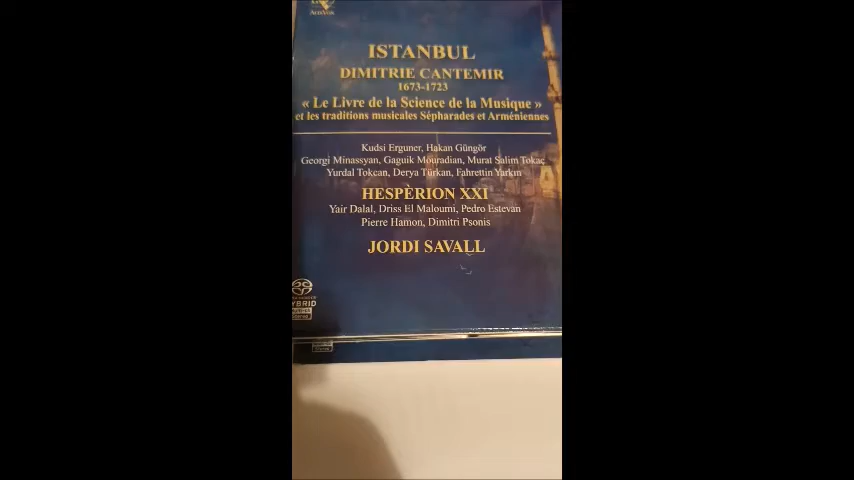 ALIAVOX
ISTANBUL
DIMITRIE CANTEMIR
1673-1723
« Le Livre de la Science de la Musique »
et les traditions musicales Sépharades et Arméniennes
Kudsi Erguner, Hakan Güngör
Georgi Minassyan, Gaguik Mouradian, Murat Salim Tokaç
Yurdal Tokcan, Derya Türkan, Fahrettin Yarkın
HESPÈRION XXI
Yair Dalal, Driss El Maloumi, Pedro Estevan
Pierre Hamon, Dimitri Psonis
JORDI SAVALL